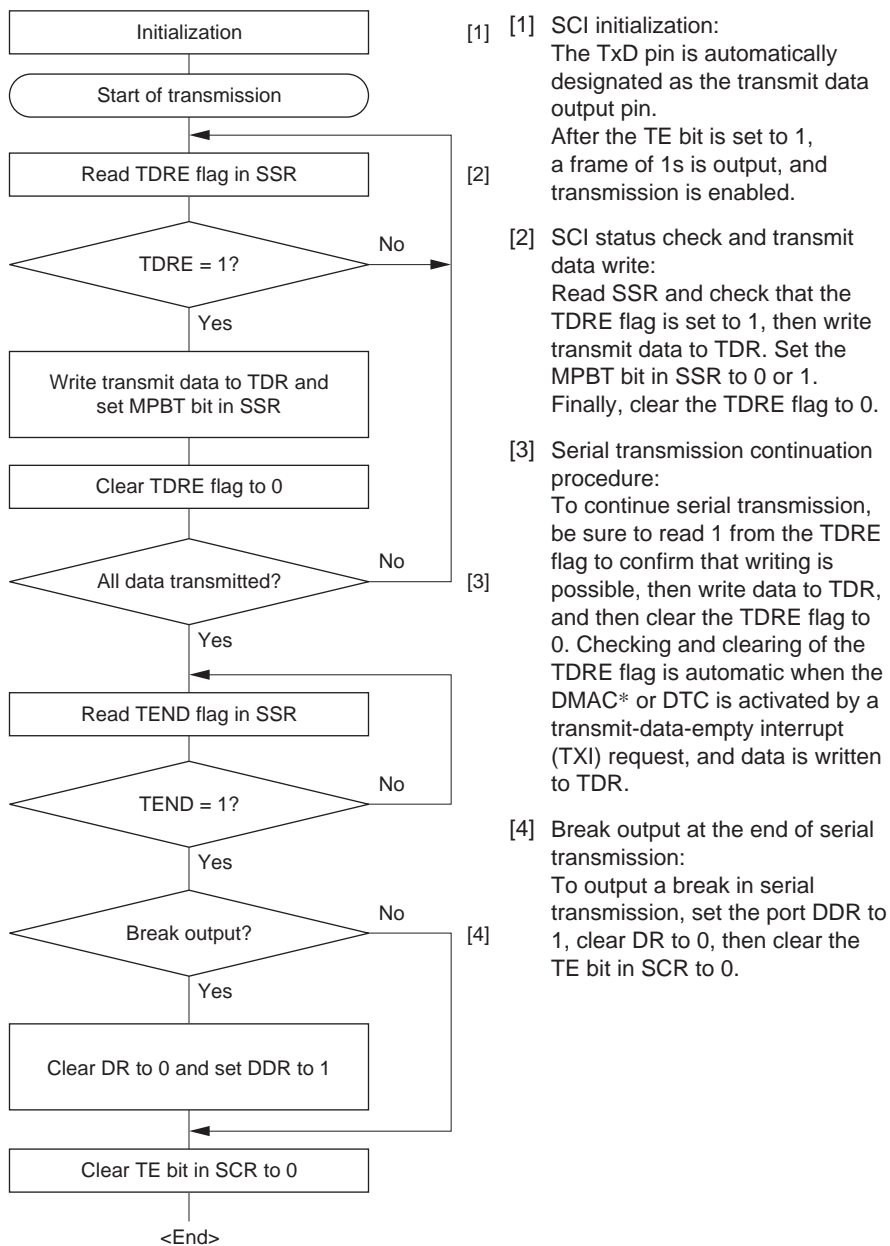 Initialization
[1]
Start of transmission
Read TDRE flag in SSR
[2]
TDRE = 1?
No
Yes
Write transmit data to TDR and
set MPBT bit in SSR
Clear TDRE flag to 0
All data transmitted?
No
[3]
Yes
Read TEND flag in SSR
TEND = 1?
No
Yes
Break output?
No
[4]
Yes
Clear DR to 0 and set DDR to 1
Clear TE bit in SCR to 0
<End>
[1] SCI initialization:
The TxD pin is automatically
designated as the transmit data
output pin.
After the TE bit is set to 1,
a frame of 1s is output, and
transmission is enabled.
[2] SCI status check and transmit
data write:
Read SSR and check that the
TDRE flag is set to 1, then write
transmit data to TDR. Set the
MPBT bit in SSR to 0 or 1.
Finally, clear the TDRE flag to 0.
[3] Serial transmission continuation
procedure:
To continue serial transmission,
be sure to read 1 from the TDRE
flag to confirm that writing is
possible, then write data to TDR,
and then clear the TDRE flag to
0. Checking and clearing of the
TDRE flag is automatic when the
DMAC* or DTC is activated by a
transmit-data-empty interrupt
(TXI) request, and data is written
to TDR.
[4] Break output at the end of serial
transmission:
To output a break in serial
transmission, set the port DDR to
1, clear DR to 0, then clear the
TE bit in SCR to 0.